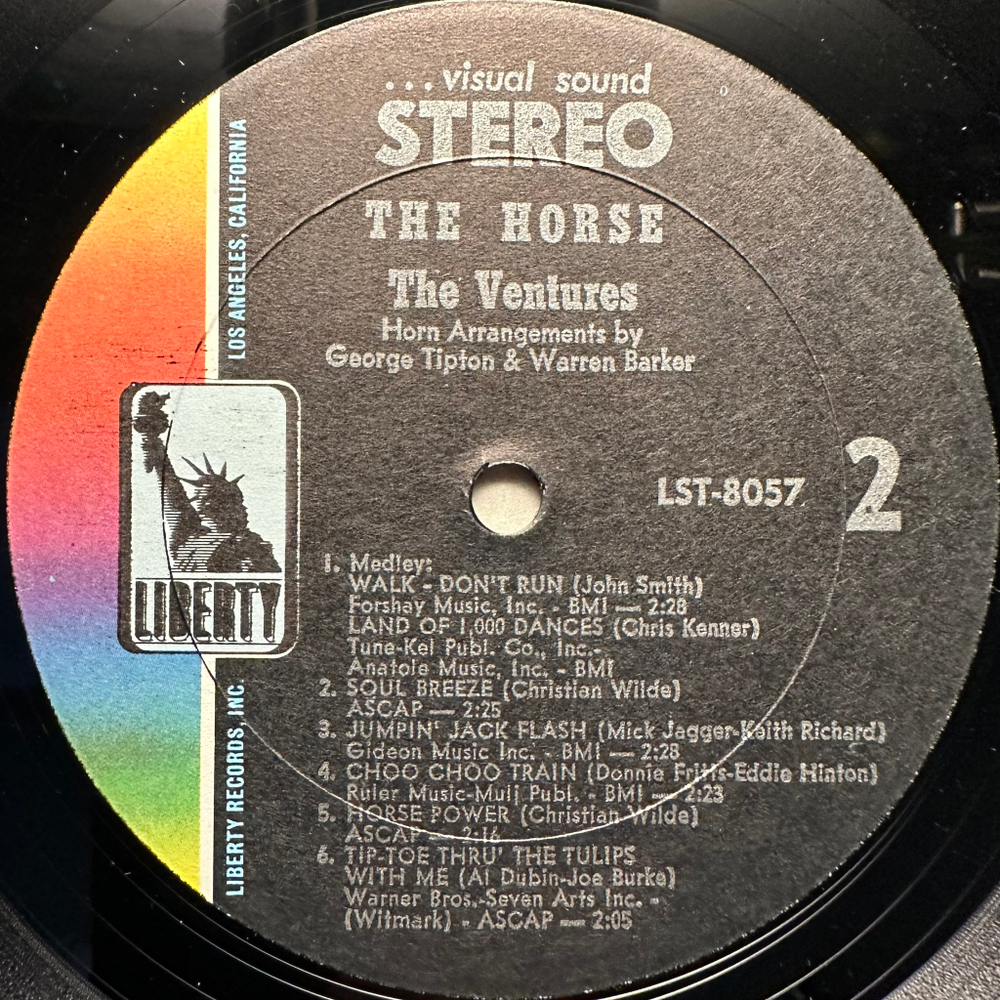 ...visual sound
STEREO
THE HORSE
The Ventures
Horn Arrangements by
George Tipton & Warren Barker
LOS ANGELES, CALIFORNIA
LIBERTY
LIBERTY RECORDS, INC.
LST-8057
2
1. Medley:
WALK - DON'T RUN (John Smith)
Forshay Music, Inc. - BMI — 2:28
LAND OF 1,000 DANCES (Chris Kenner)
Tune-Kel Publ. Co., Inc.-
Anatole Music, Inc. - BMI
2. SOUL BREEZE (Christian Wilde)
ASCAP — 2:25
3. JUMPIN' JACK FLASH (Mick Jagger-Keith Richard)
Gideon Music Inc. - BMI — 2:28
4. CHOO CHOO TRAIN (Donnie Fritts-Eddie Hinton)
Ruler Music-Mulj Publ. - BMI — 2:23
5. HORSE POWER (Christian Wilde)
ASCAP — 2:16
6. TIP-TOE THRU' THE TULIPS
WITH ME (Al Dubin-Joe Burke)
Warner Bros.-Seven Arts Inc. -
(Witmark) - ASCAP — 2:05